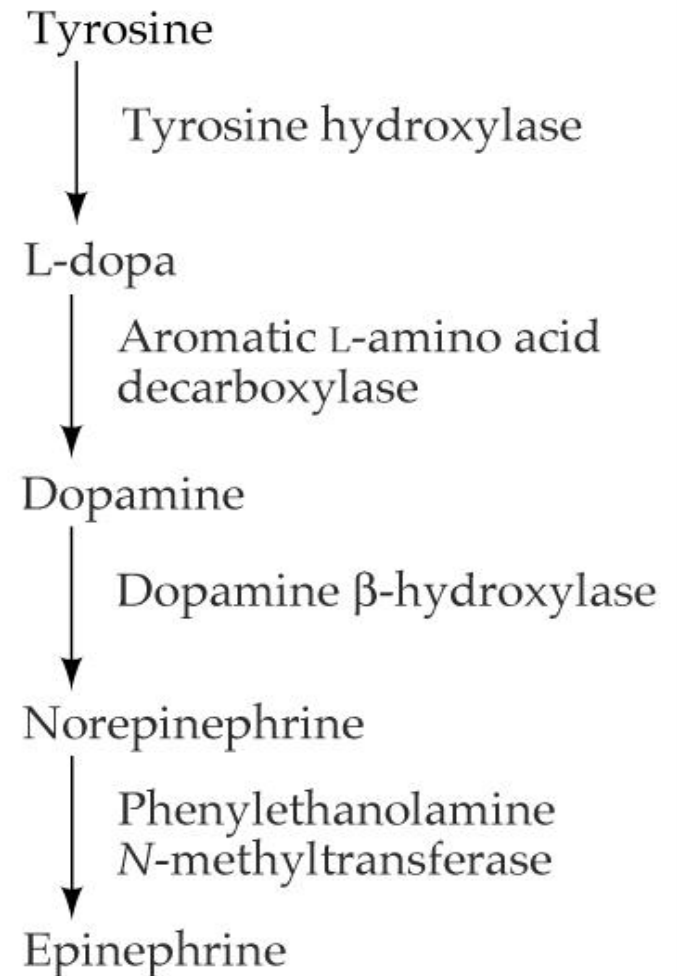 Tyrosine
Tyrosine hydroxylase
L-dopa
Aromatic L-amino acid
decarboxylase
Dopamine
Dopamine β-hydroxylase
Norepinephrine
Phenylethanolamine
N-methyltransferase
Epinephrine